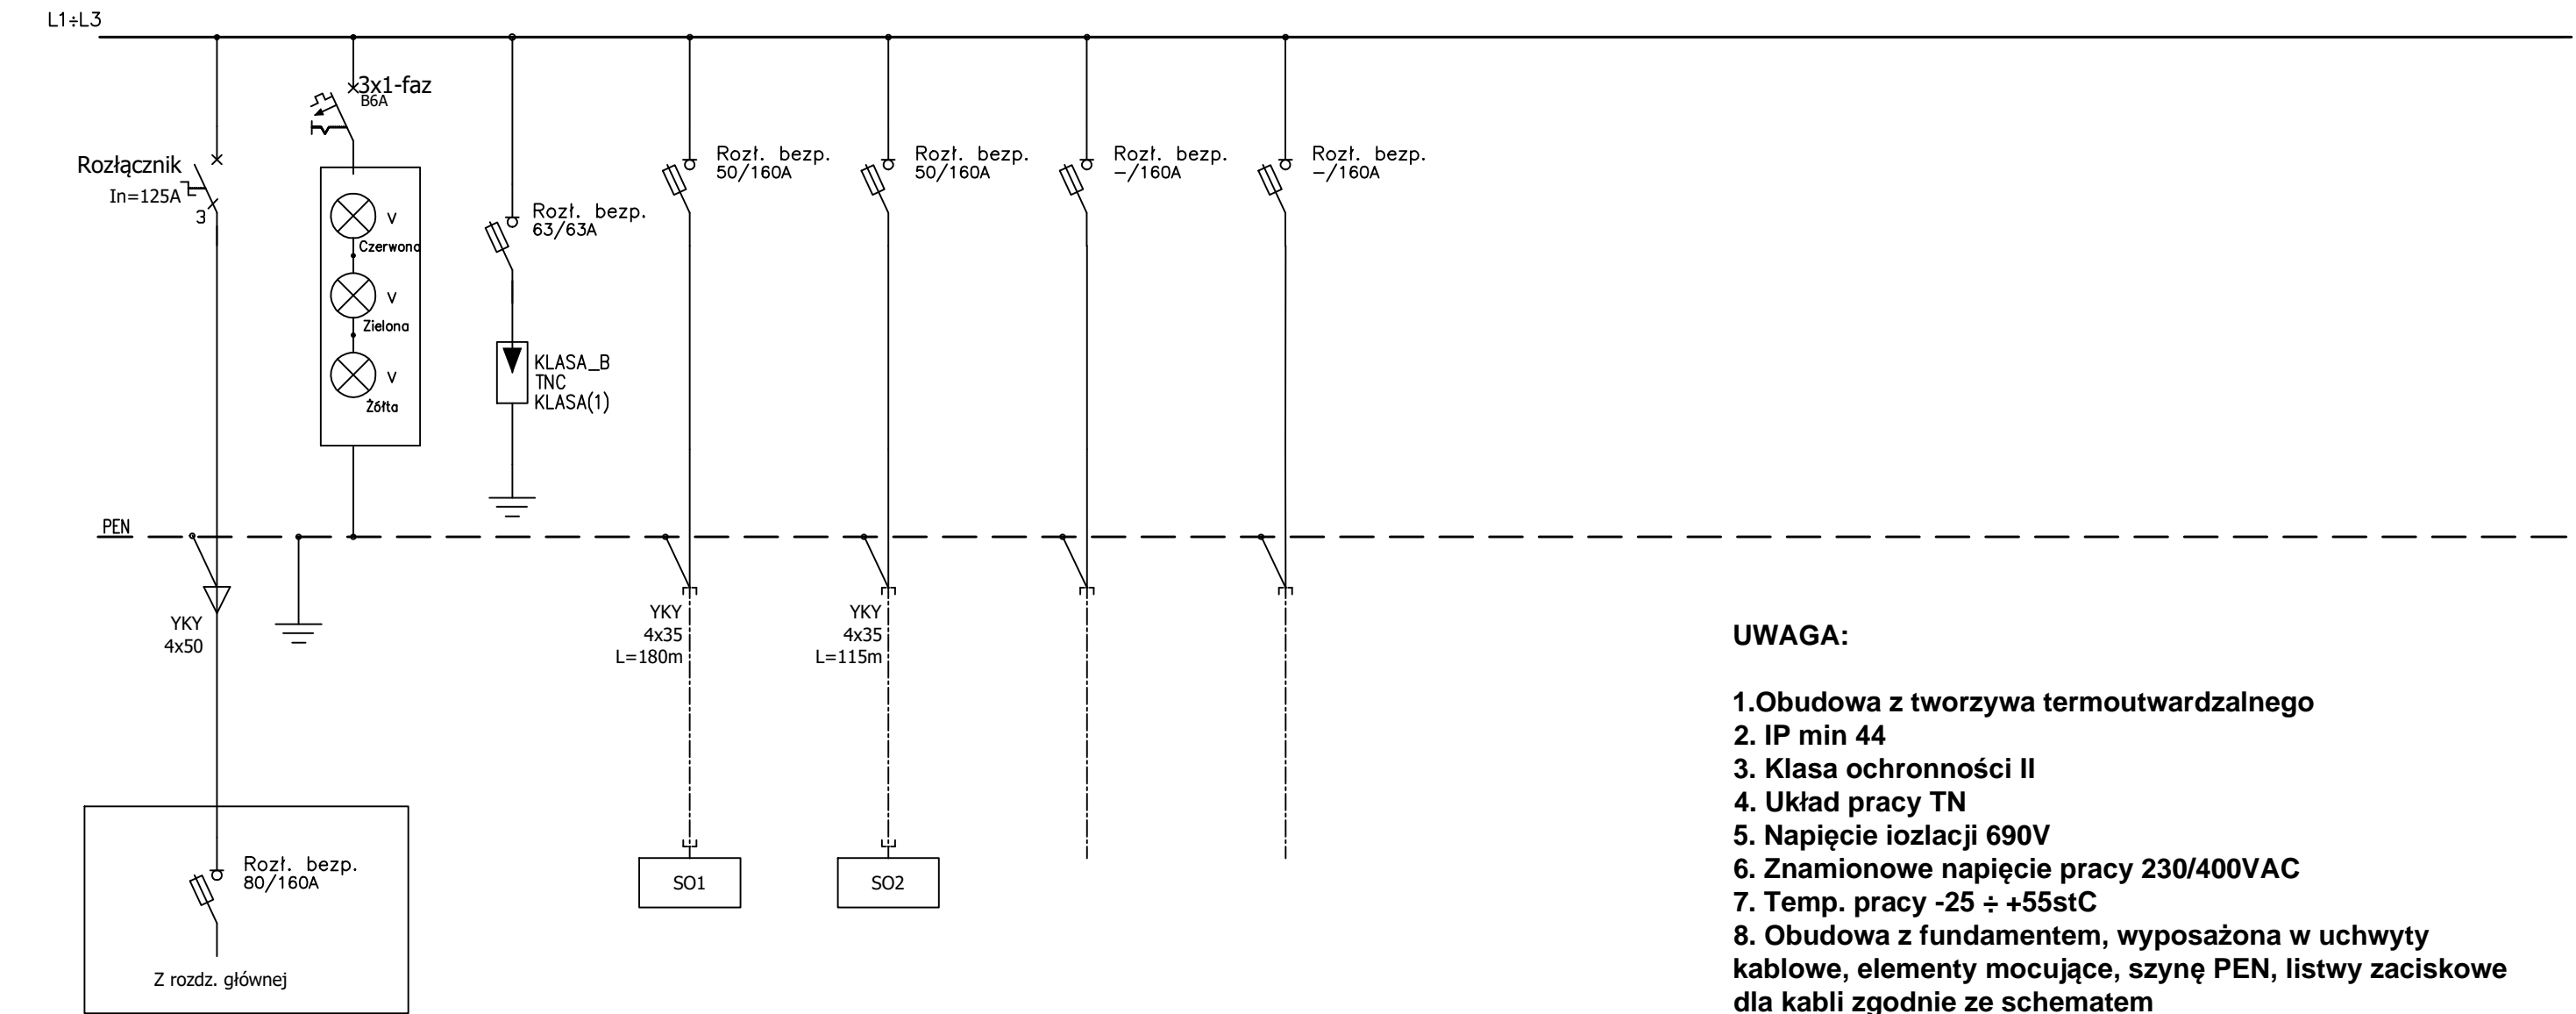 L1÷L3
3x1-faz
B6A
Rozłącznik
In=125A
3
V
Czerwona
V
Zielona
V
Żółta
Rozł. bezp.
63/63A
KLASA_B
TNC
KLASA(1)
Rozł. bezp.
50/160A
Rozł. bezp.
50/160A
Rozł. bezp.
-/160A
Rozł. bezp.
-/160A
PEN
YKY
4x50
YKY
4x35
L=180m
YKY
4x35
L=115m
Rozł. bezp.
80/160A
Z rozdz. głównej
SO1
SO2
UWAGA:
1.Obudowa z tworzywa termoutwardzalnego
2. IP min 44
3. Klasa ochronności II
4. Układ pracy TN
5. Napięcie iozlacji 690V
6. Znamionowe napięcie pracy 230/400VAC
7. Temp. pracy -25 ÷ +55stC
8. Obudowa z fundamentem, wyposażona w uchwyty
kablowe, elementy mocujące, szynę PEN, listwy zaciskowe
dla kabli zgodnie ze schematem